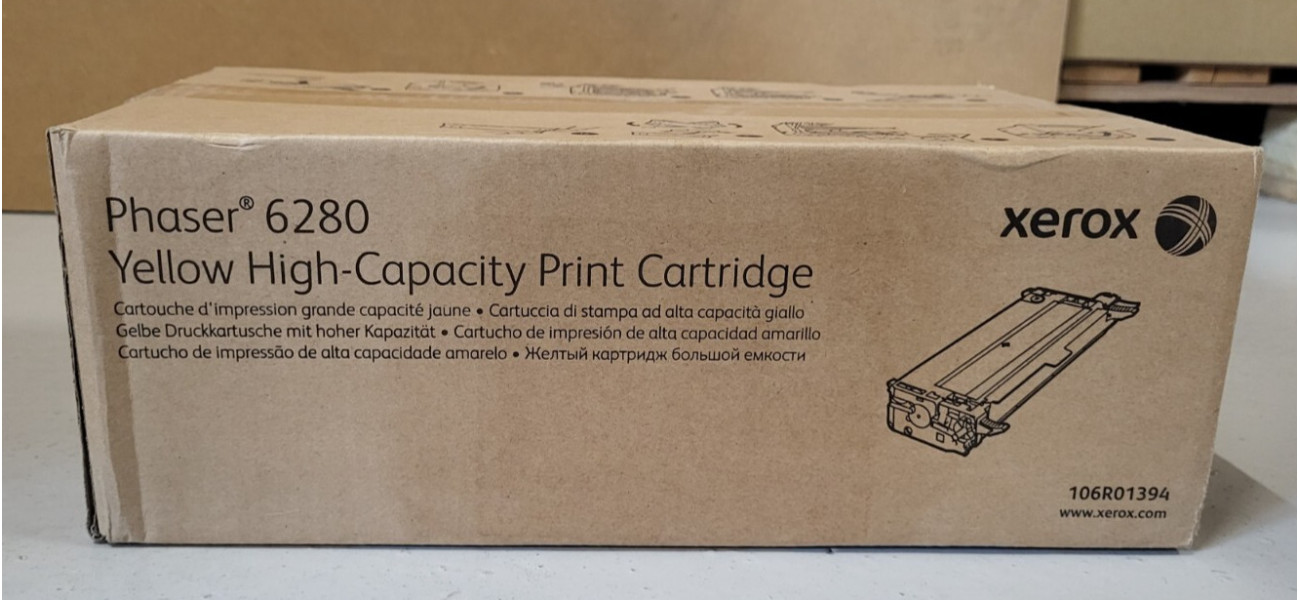 Phaser® 6280
Yellow High-Capacity Print Cartridge
Cartouche d'impression grande capacité jaune • Cartuccia di stampa ad alta capacità giallo
Gelbe Druckkartusche mit hoher Kapazität • Cartucho de impresión de alta capacidad amarillo
Cartucho de impressão de alta capacidade amarelo • Желтый картридж большой емкости
xerox
106R01394
www.xerox.com